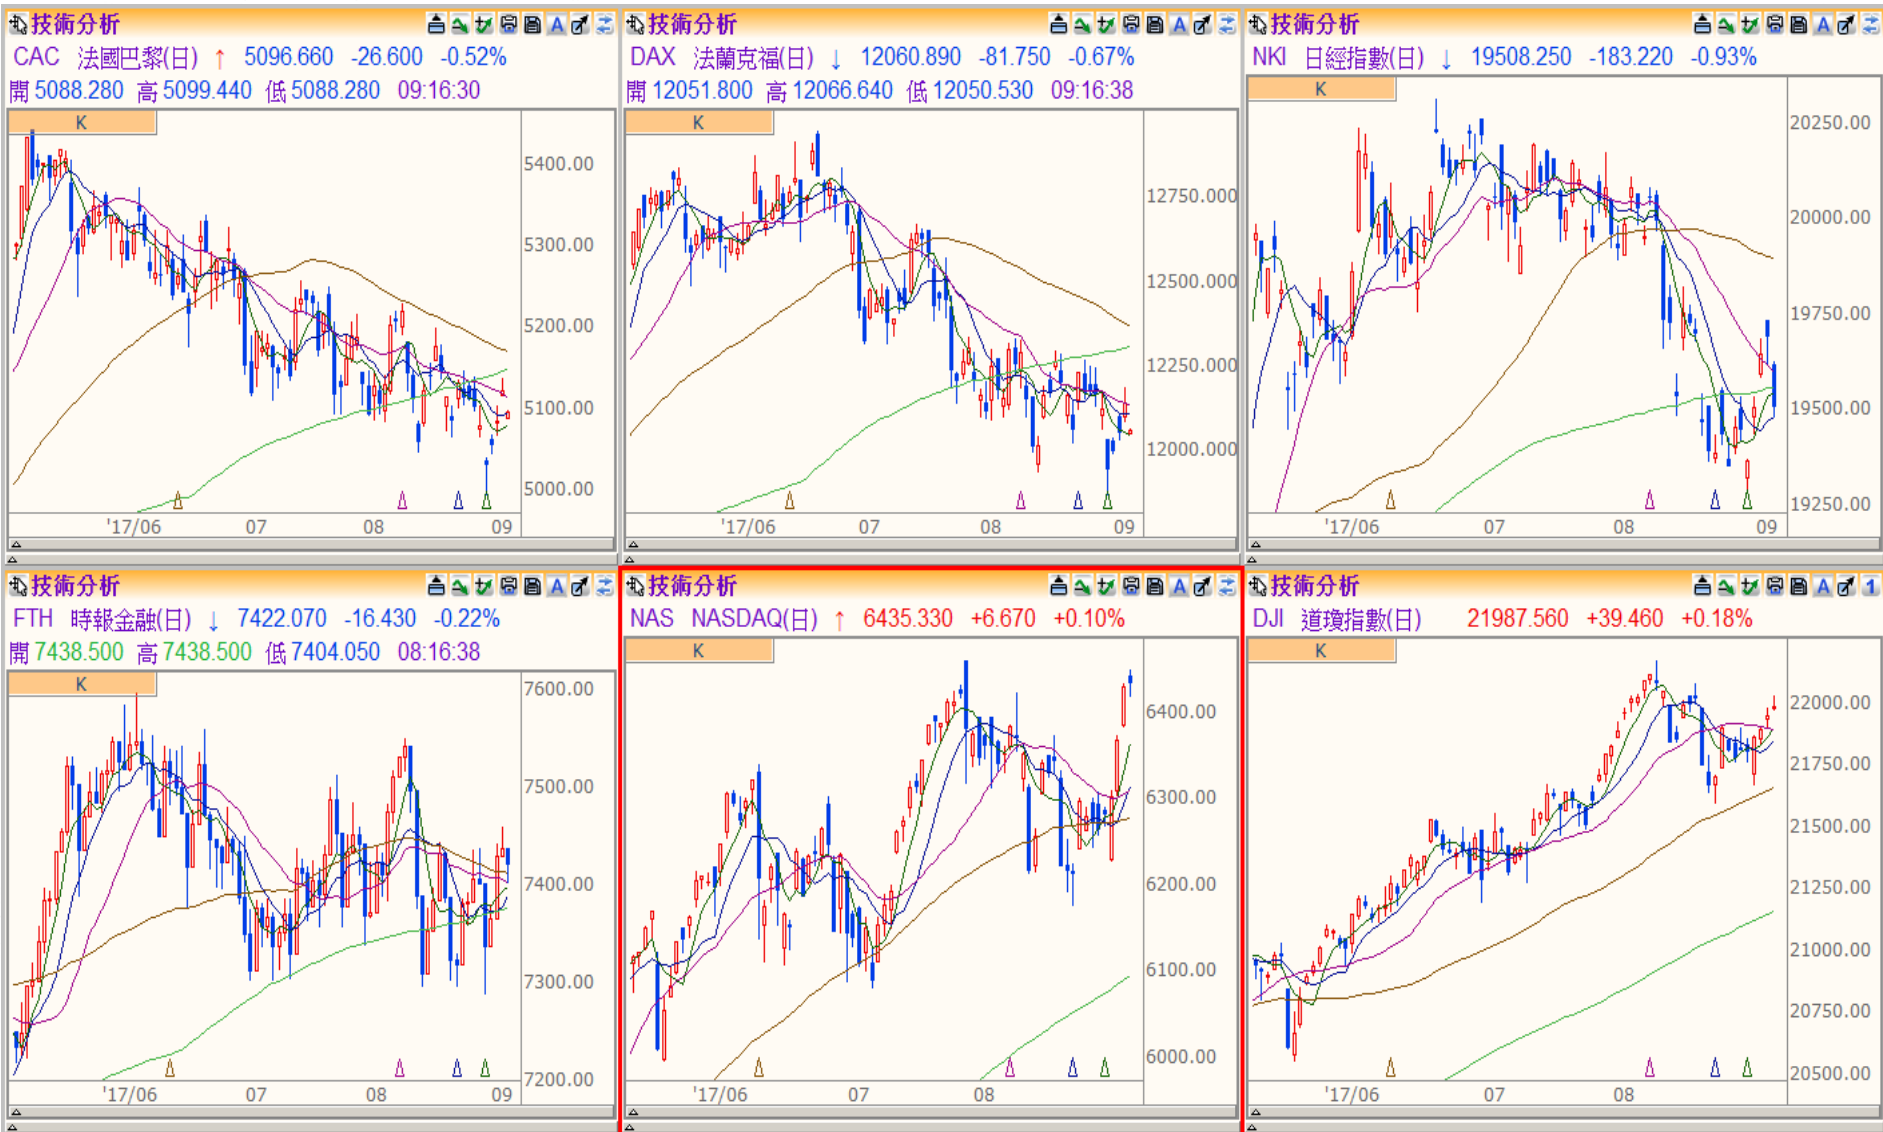 技術分析
CAC 法國巴黎(日) ↑ 5096.660 -26.600 -0.52%
開 5088.280 高 5099.440 低 5088.280 09:16:30
K
5400.00
5300.00
5200.00
5100.00
5000.00
'17/06 07 08 09
技術分析
DAX 法蘭克福(日) ↓ 12060.890 -81.750 -0.67%
開 12051.800 高 12066.640 低 12050.530 09:16:38
K
12750.000
12500.000
12250.000
12000.000
'17/06 07 08 09
技術分析
NKI 日經指數(日) ↓ 19508.250 -183.220 -0.93%
K
20250.00
20000.00
19750.00
19500.00
19250.00
'17/06 07 08 09
技術分析
FTH 時報金融(日) ↓ 7422.070 -16.430 -0.22%
開 7438.500 高 7438.500 低 7404.050 08:16:38
K
7600.00
7500.00
7400.00
7300.00
7200.00
'17/06 07 08 09
技術分析
NAS NASDAQ(日) ↑ 6435.330 +6.670 +0.10%
K
6400.00
6300.00
6200.00
6100.00
6000.00
'17/06 07 08
技術分析
A
1
DJI 道瓊指數(日) 21987.560 +39.460 +0.18%
K
22000.00
21750.00
21500.00
21250.00
21000.00
20750.00
20500.00
'17/06 07 08